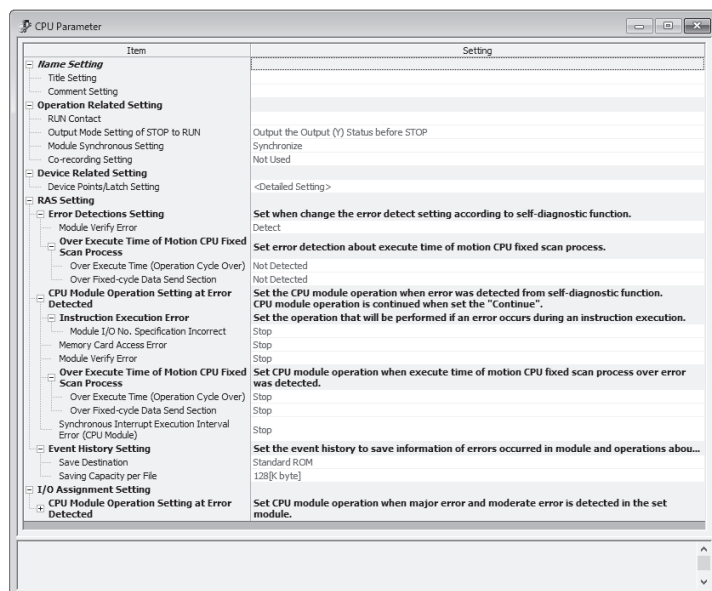 CPU Parameter
Item Setting
Name Setting
Title Setting
Comment Setting
Operation Related Setting
RUN Contact
Output Mode Setting of STOP to RUN Output the Output (Y) Status before STOP
Module Synchronous Setting Synchronize
Co-recording Setting Not Used
Device Related Setting
Device Points/Latch Setting <Detailed Setting>
RAS Setting
Error Detections Setting Set when change the error detect setting according to self-diagnostic function.
Module Verify Error Detect
Over Execute Time of Motion CPU Fixed
Scan Process
Set error detection about execute time of motion CPU fixed scan process.
Over Execute Time (Operation Cycle Over) Not Detected
Over Fixed-cycle Data Send Section Not Detected
CPU Module Operation Setting at Error
Detected
Set the CPU module operation when error was detected from self-diagnostic function.
CPU module operation is continued when set the "Continue".
Instruction Execution Error Set the operation that will be performed if an error occurs during an instruction execution.
Module I/O No. Specification Incorrect Stop
Memory Card Access Error Stop
Module Verify Error Stop
Over Execute Time of Motion CPU Fixed
Scan Process
Set CPU module operation when execute time of motion CPU fixed scan process over error
was detected.
Over Execute Time (Operation Cycle Over) Stop
Over Fixed-cycle Data Send Section Stop
Synchronous Interrupt Execution Interval
Error (CPU Module)
Stop
Event History Setting Set the event history to save information of errors occurred in module and operations abou...
Save Destination Standard ROM
Saving Capacity per File 128[K byte]
I/O Assignment Setting
CPU Module Operation Setting at Error
Detected
Set CPU module operation when major error and moderate error is detected in the set
module.